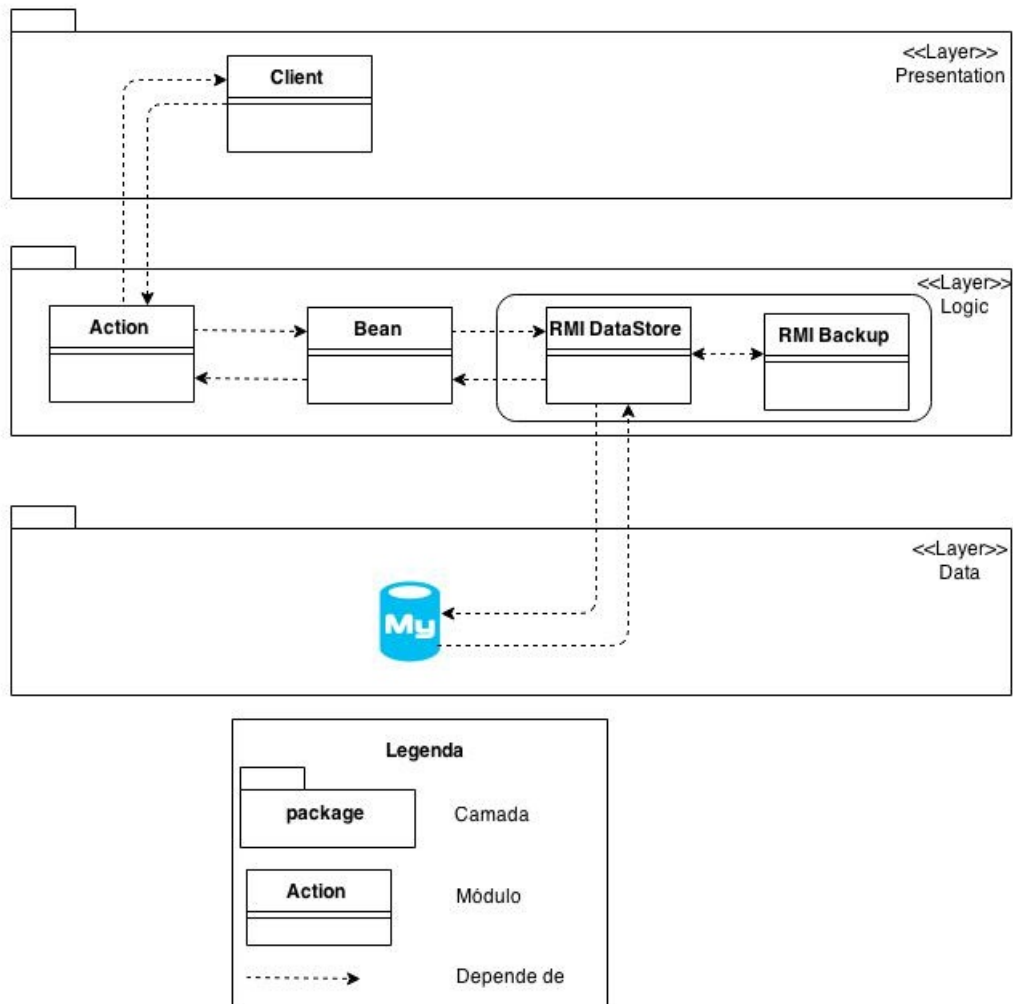 <<Layer>>
Presentation
Client
<<Layer>>
Logic
Action
Bean
RMI DataStore
RMI Backup
<<Layer>>
Data
My
Legenda
package
Camada
Action
Módulo
Depende de